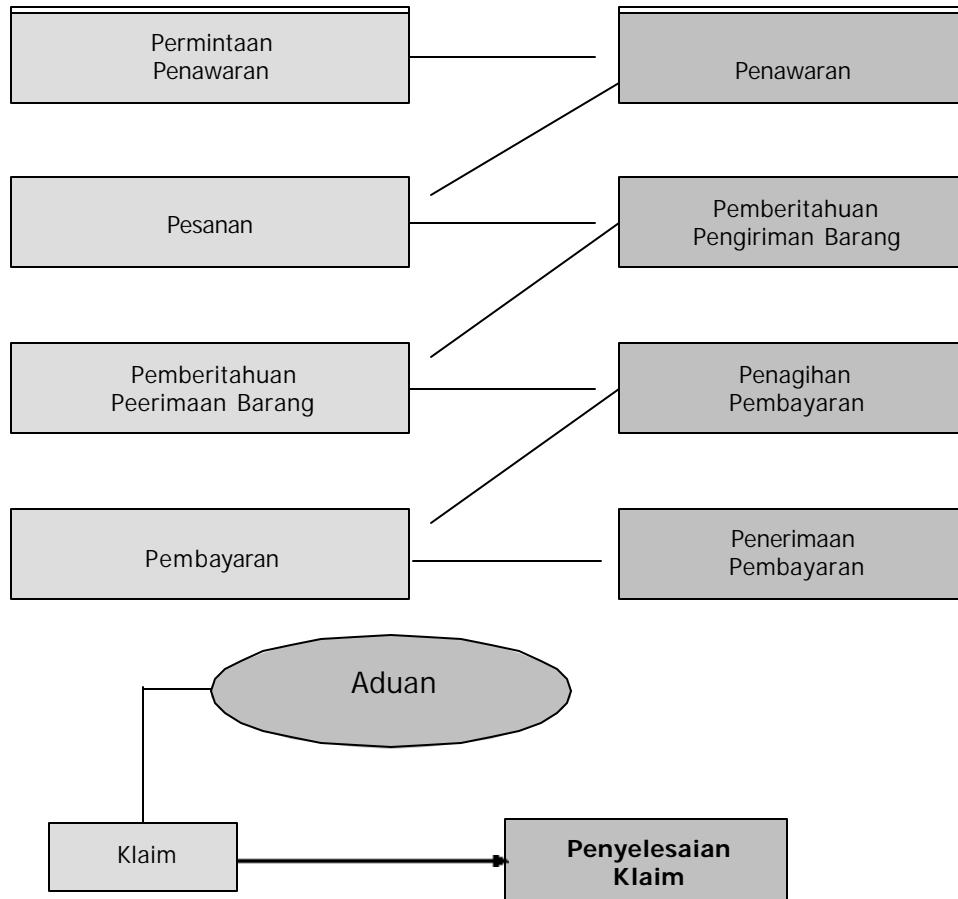 Permintaan
Penawaran
Penawaran
Pesanan
Pemberitahuan
Pengiriman Barang
Pemberitahuan
Peerimaan Barang
Penagihan
Pembayaran
Pembayaran
Penerimaan
Pembayaran
Aduan
Klaim
Penyelesaian
Klaim